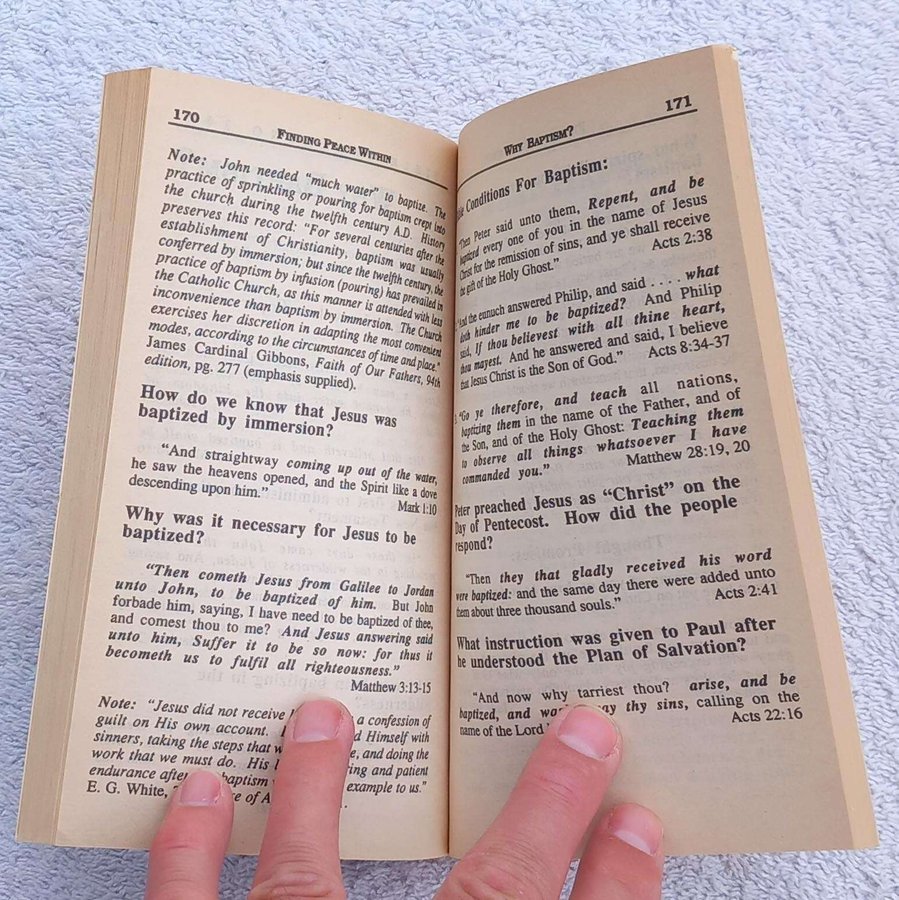 170
FINDING PEACE WITHIN
Note: John needed "much water" to baptize. The
practice of sprinkling or pouring for baptism crept into
the church during the twelfth century A.D. History
preserves this record: "For several centuries after the
establishment of Christianity, baptism was usually
conferred by immersion; but since the twelfth century, the
practice of baptism by infusion (pouring) has prevailed in
the Catholic Church, as this manner is attended with less
inconvenience than baptism by immersion. The Church
exercises her discretion in adapting the most convenient
modes, according to the circumstances of time and place."
James Cardinal Gibbons, Faith of Our Fathers, 94th
edition, pg. 277 (emphasis supplied).
How do we know that Jesus was
baptized by immersion?
"And straightway coming up out of the water,
he saw the heavens opened, and the Spirit like a dove
descending upon him."
Mark 1:10
Why was it necessary for Jesus to be
baptized?
"Then cometh Jesus from Galilee to Jordan
unto John, to be baptized of him. But John
forbade him, saying, I have need to be baptized of thee,
and comest thou to me? And Jesus answering said
unto him, Suffer it to be so now: for thus it
becometh us to fulfil all righteousness."
Matthew 3:13-15
Note: "Jesus did not receive a confession of
guilt on His own account. Himself with
sinners, taking the steps that and doing the
work that we must do. His and patient
endurance after baptism example to us."
E. G. White, of
WHY BAPTISM?
171
Conditions For Baptism:
"Then Peter said unto them, Repent, and be
baptized every one of you in the name of Jesus
Christ for the remission of sins, and ye shall receive
the gift of the Holy Ghost."
Acts 2:38
"And the eunuch answered Philip, and said . . . . what
doth hinder me to be baptized? And Philip
said, If thou believest with all thine heart,
thou mayest. And he answered and said, I believe
that Jesus Christ is the Son of God."
Acts 8:34-37
"Go ye therefore, and teach all nations,
baptizing them in the name of the Father, and of
the Son, and of the Holy Ghost: Teaching them
to observe all things whatsoever I have
commanded you."
Matthew 28:19, 20
Peter preached Jesus as "Christ" on the
Day of Pentecost. How did the people
respond?
"Then they that gladly received his word
were baptized: and the same day there were added unto
them about three thousand souls."
Acts 2:41
What instruction was given to Paul after
he understood the Plan of Salvation?
"And now why tarriest thou? arise, and be
baptized, and thy sins, calling on the
name of the Lord
Acts 22:16